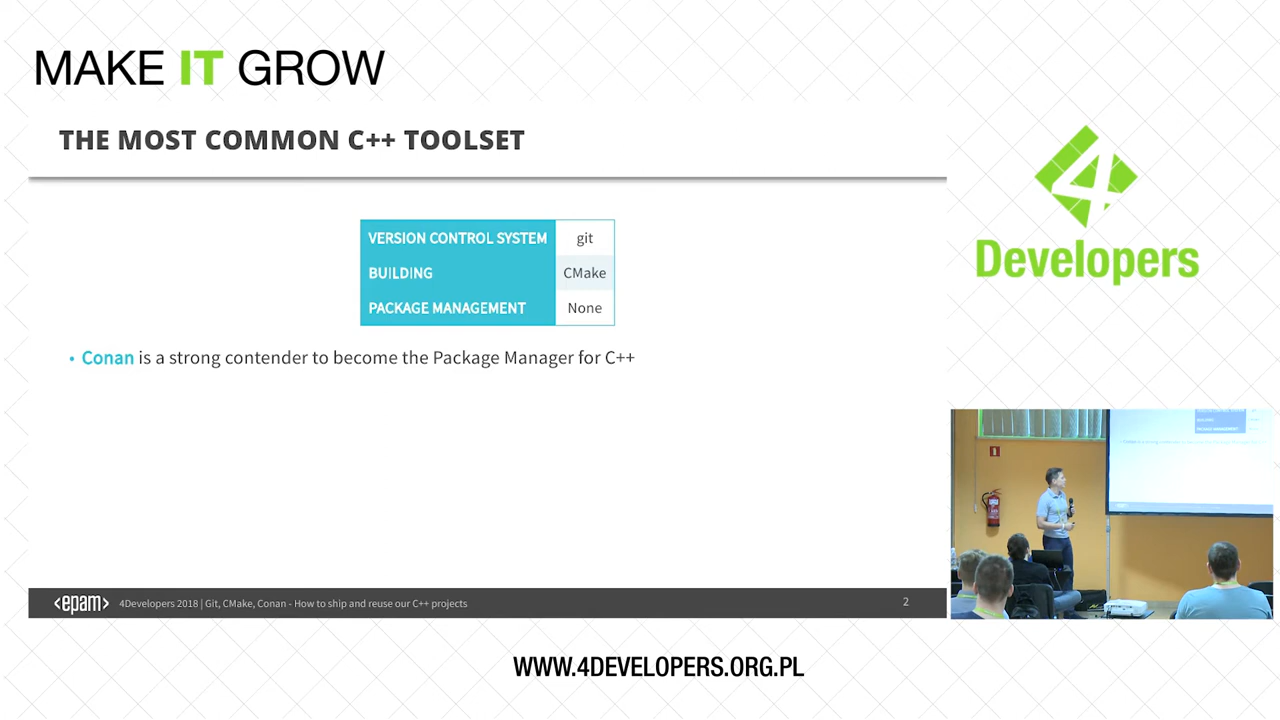 MAKE IT GROW
THE MOST COMMON C++ TOOLSET
VERSION CONTROL SYSTEM git
BUILDING CMake
PACKAGE MANAGEMENT None
• Conan is a strong contender to become the Package Manager for C++
<epam> 4Developers 2018 | Git, CMake, Conan - How to ship and reuse our C++ projects 2
4
Developers
WWW.4DEVELOPERS.ORG.PL